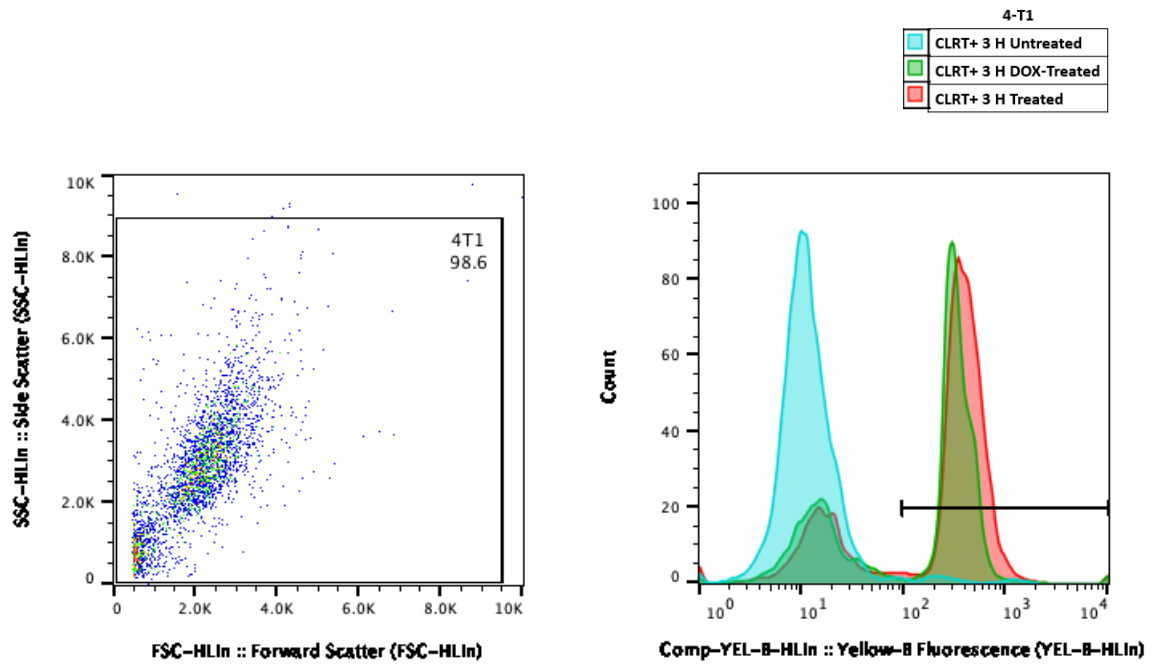 4-T1
CLRT+ 3 H Untreated
CLRT+ 3 H DOX-Treated
CLRT+ 3 H Treated
10K
8.0K
6.0K
4.0K
2.0K
0
4T1
98.6
SSC-HLin :: Side Scatter (SSC-HLin)
0
2.0K
4.0K
6.0K
8.0K
10K
FSC-HLin :: Forward Scatter (FSC-HLin)
100
80
60
40
20
0
Count
10^0
10^1
10^2
10^3
10^4
Comp-YEL-B-HLin :: Yellow-B Fluorescence (YEL-B-HLin)